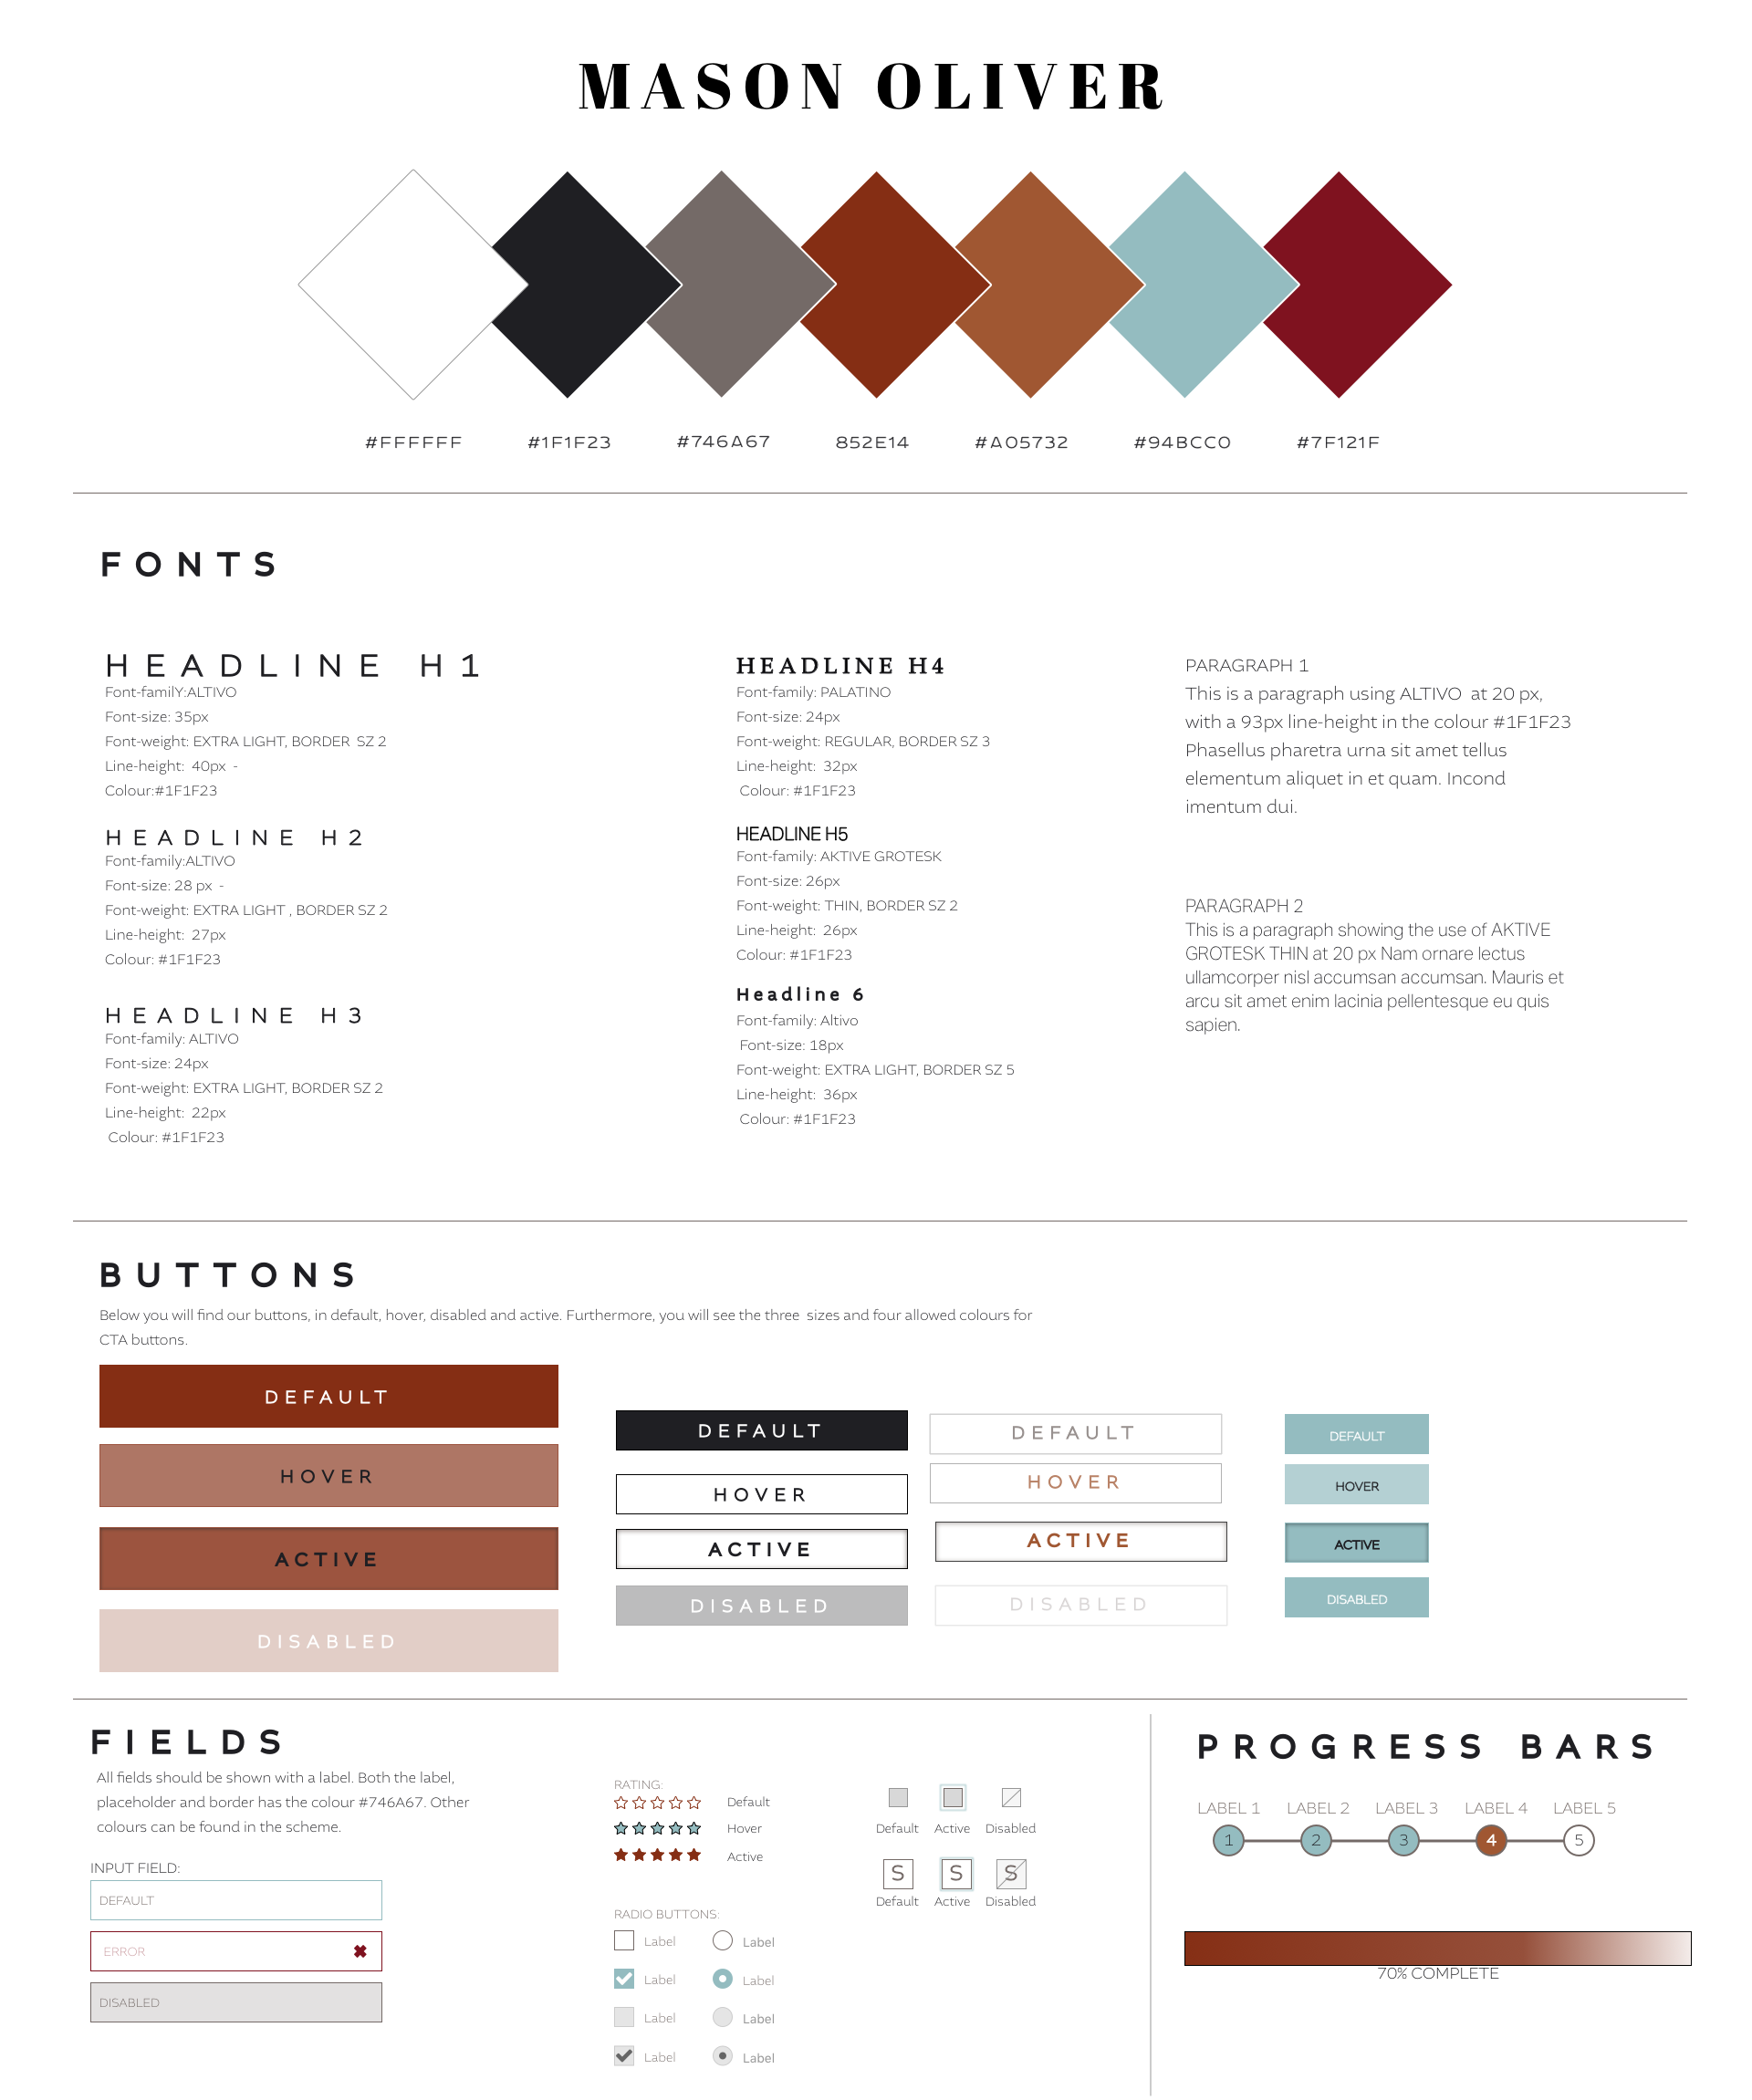 MASON OLIVER
#FFFFFF
#1F1F23
#746A67
852E14
#A05732
#94BCC0
#7F121F
FONTS
HEADLINE H1
Font-familY:ALTIVO
Font-size: 35px
Font-weight: EXTRA LIGHT, BORDER SZ 2
Line-height: 40px -
Colour:#1F1F23
HEADLINE H2
Font-family:ALTIVO
Font-size: 28 px -
Font-weight: EXTRA LIGHT , BORDER SZ 2
Line-height: 27px
Colour: #1F1F23
HEADLINE H3
Font-family: ALTIVO
Font-size: 24px
Font-weight: EXTRA LIGHT, BORDER SZ 2
Line-height: 22px
Colour: #1F1F23
HEADLINE H4
Font-family: PALATINO
Font-size: 24px
Font-weight: REGULAR, BORDER SZ 3
Line-height: 32px
Colour: #1F1F23
HEADLINE H5
Font-family: AKTIVE GROTESK
Font-size: 26px
Font-weight: THIN, BORDER SZ 2
Line-height: 26px
Colour: #1F1F23
Headline 6
Font-family: Altivo
Font-size: 18px
Font-weight: EXTRA LIGHT, BORDER SZ 5
Line-height: 36px
Colour: #1F1F23
PARAGRAPH 1
This is a paragraph using ALTIVO at 20 px,
with a 93px line-height in the colour #1F1F23
Phasellus pharetra urna sit amet tellus
elementum aliquet in et quam. Incond
imentum dui.
PARAGRAPH 2
This is a paragraph showing the use of AKTIVE
GROTESK THIN at 20 px Nam ornare lectus
ullamcorper nisl accumsan accumsan. Mauris et
arcu sit amet enim lacinia pellentesque eu quis
sapien.
BUTTONS
Below you will find our buttons, in default, hover, disabled and active. Furthermore, you will see the three sizes and four allowed colours for
CTA buttons.
DEFAULT
HOVER
ACTIVE
DISABLED
DEFAULT
HOVER
ACTIVE
DISABLED
DEFAULT
HOVER
ACTIVE
DISABLED
DEFAULT
HOVER
ACTIVE
DISABLED
FIELDS
All fields should be shown with a label. Both the label,
placeholder and border has the colour #746A67. Other
colours can be found in the scheme.
INPUT FIELD:
DEFAULT
ERROR
DISABLED
RATING:
Default
Hover
Active
RADIO BUTTONS:
Label
Label
Label
Label
Label
Label
Label
Label
Default
Active
Disabled
S
S
S
Default
Active
Disabled
PROGRESS BARS
LABEL 1
LABEL 2
LABEL 3
LABEL 4
LABEL 5
1
2
3
4
5
70% COMPLETE